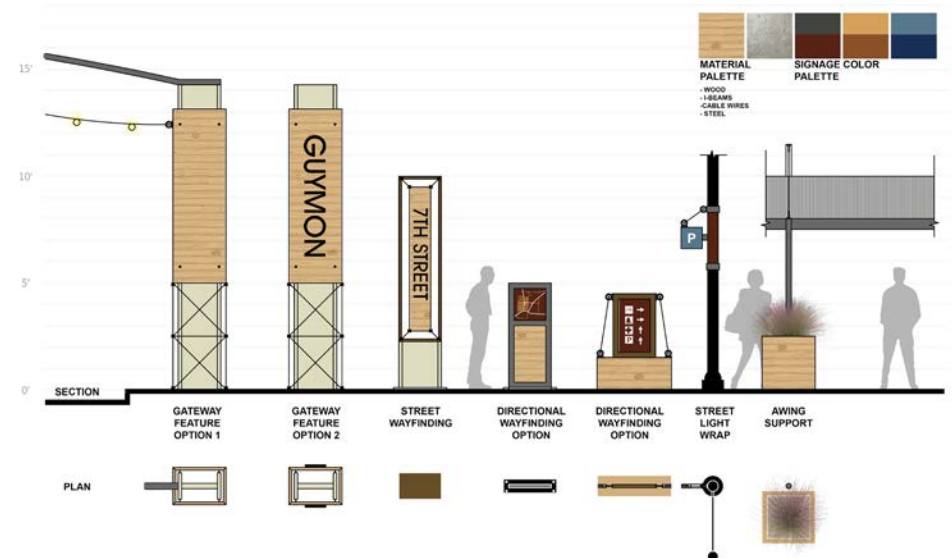 MATERIAL
PALETTE
- WOOD
- I-BEAMS
-CABLE WIRES
- STEEL
SIGNAGE COLOR
PALETTE
15'
10'
5'
0'
GUYMON
7TH STREET
P
P
SECTION
GATEWAY
FEATURE
OPTION 1
GATEWAY
FEATURE
OPTION 2
STREET
WAYFINDING
DIRECTIONAL
WAYFINDING
OPTION
DIRECTIONAL
WAYFINDING
OPTION
STREET
LIGHT
WRAP
AWING
SUPPORT
PLAN